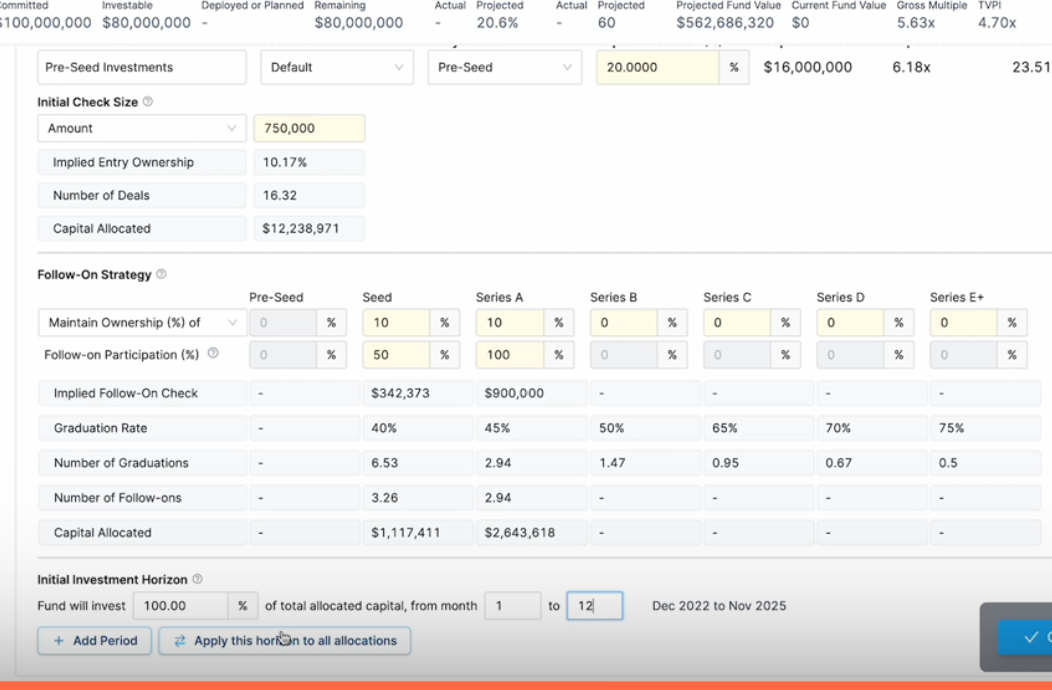 Committed Investable Deployed or Planned Remaining Actual Projected Actual Projected Projected Fund Value Current Fund Value Gross Multiple TVPI
$100,000,000 $80,000,000 - $80,000,000 - 20.6% - 60 $562,686,320 $0 5.63x 4.70x
Pre-Seed Investments Default Pre-Seed 20.0000 % $16,000,000 6.18x 23.51
Initial Check Size
Amount 750,000
Implied Entry Ownership 10.17%
Number of Deals 16.32
Capital Allocated $12,238,971
Follow-On Strategy
Pre-Seed Seed Series A Series B Series C Series D Series E+
Maintain Ownership (%) of 0 % 10 % 10 % 0 % 0 % 0 % 0 %
Follow-on Participation (%) 0 % 50 % 100 % 0 % 0 % 0 % 0 %
Implied Follow-On Check - $342,373 $900,000 - - - -
Graduation Rate - 40% 45% 50% 65% 70% 75%
Number of Graduations - 6.53 2.94 1.47 0.95 0.67 0.5
Number of Follow-ons - 3.26 2.94 - - - -
Capital Allocated - $1,117,411 $2,643,618 - - - -
Initial Investment Horizon
Fund will invest 100.00 % of total allocated capital, from month 1 to 12 Dec 2022 to Nov 2025
+ Add Period Apply this horizon to all allocations